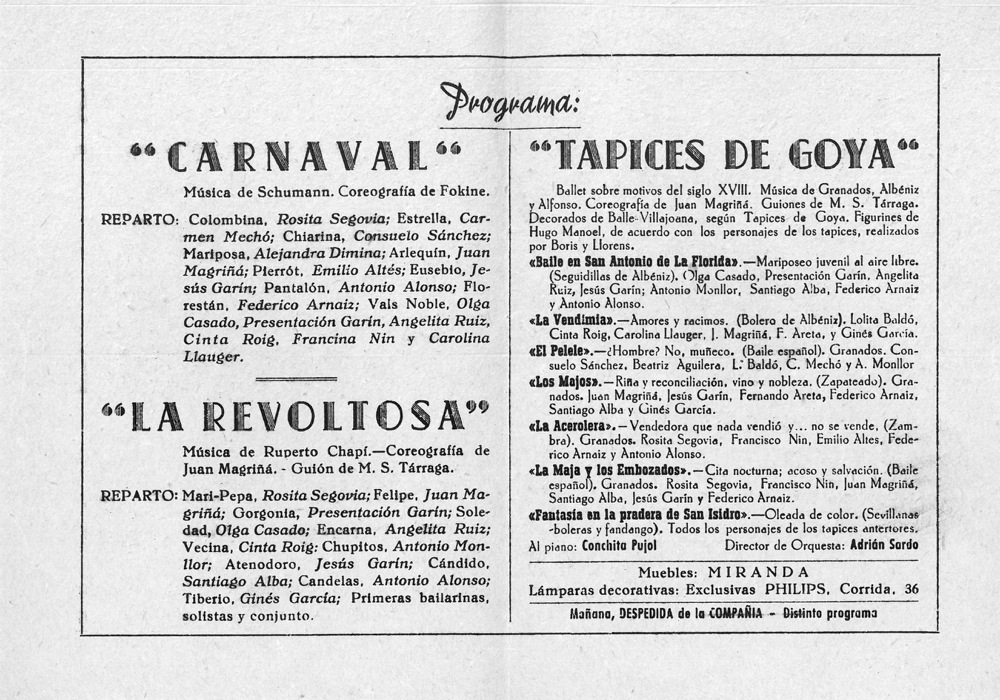 Programa:
“CARNAVAL“
Música de Schumann. Coreografía de Fokine.
REPARTO: Colombina, Rosita Segovia; Estrella, Car-
men Mechó; Chiarina, Consuelo Sánchez;
Mariposa, Alejandra Dimina; Arlequín, Juan
Magriñá; Pierrót, Emilio Altés; Eusebio, Je-
sús Garín; Pantalón, Antonio Alonso; Flo-
restán, Federico Arnaiz; Vals Noble, Olga
Casado, Presentación Garín, Angelita Ruiz,
Cinta Roig, Francina Nin y Carolina
Llauger.
“LA REVOLTOSA”
Música de Ruperto Chapí.—Coreografía de
Juan Magriñá. - Guión de M. S. Tárraga.
REPARTO: Mari-Pepa, Rosita Segovia; Felipe, Juan Ma-
griñá; Gorgonia, Presentación Garín; Sole-
dad, Olga Casado; Encarna, Angelita Ruiz;
Vecina, Cinta Roig: Chupitos, Antonio Mon-
llor; Atenodoro, Jesús Garín; Cándido,
Santiago Alba; Candelas, Antonio Alonso;
Tiberio, Ginés García; Primeras bailarinas,
solistas y conjunto.
“TAPICES DE GOYA“
Ballet sobre motivos del siglo XVIII. Música de Granados, Albéniz
y Alfonso. Coreografía de Juan Magriñá. Guiones de M. S. Tárraga.
Decorados de Balle-Villajoana, según Tapices de Goya. Figurines de
Hugo Manoel, de acuerdo con los personajes de los tapices, realizados
por Boris y Llorens.
«Baile en San Antonio de La Florida».—Mariposeo juvenil al aire libre.
(Seguidillas de Albéniz). Olga Casado, Presentación Garín, Angelita
Ruiz, Jesús Garín; Antonio Monllor, Santiago Alba, Federico Arnaiz
y Antonio Alonso.
«La Vendimia».—Amores y racimos. (Bolero de Albéniz). Lolita Baldó,
Cinta Roig, Carolina Llauger, J. Magriñá, F. Areta, y Ginés García.
«El Pelele».—¿Hombre? No, muñeco. (Baile español). Granados. Con-
suelo Sánchez, Beatriz Aguilera, L. Baldó, C. Mechó y A. Monllor
«Los Majos».—Riña y reconciliación, vino y nobleza. (Zapateado). Gra-
nados. Juan Magriñá, Jesús Garín, Fernando Areta, Federico Arnaiz,
Santiago Alba y Ginés García.
«La Acerolera».—Vendedora que nada vendió y... no se vende, (Zam-
bra). Granados. Rosita Segovia, Francisco Nin, Emilio Altes, Fede-
rico Arnaiz y Antonio Alonso.
«La Maja y los Embozados».—Cita nocturna; acoso y salvación. (Baile
español). Granados. Rosita Segovia, Francisco Nin, Juan Magriñá,
Santiago Alba, Jesús Garín y Federico Arnaiz.
«Fantasía en la pradera de San Isidro».—Oleada de color. (Sevillanas
-boleras y fandango). Todos los personajes de los tapices anteriores.
Al piano: Conchita Pujol Director de Orquesta: Adrián Sardo
Muebles: MIRANDA
Lámparas decorativas: Exclusivas PHILIPS, Corrida, 36
Mañana, DESPEDIDA de la COMPAÑIA - Distinto programa